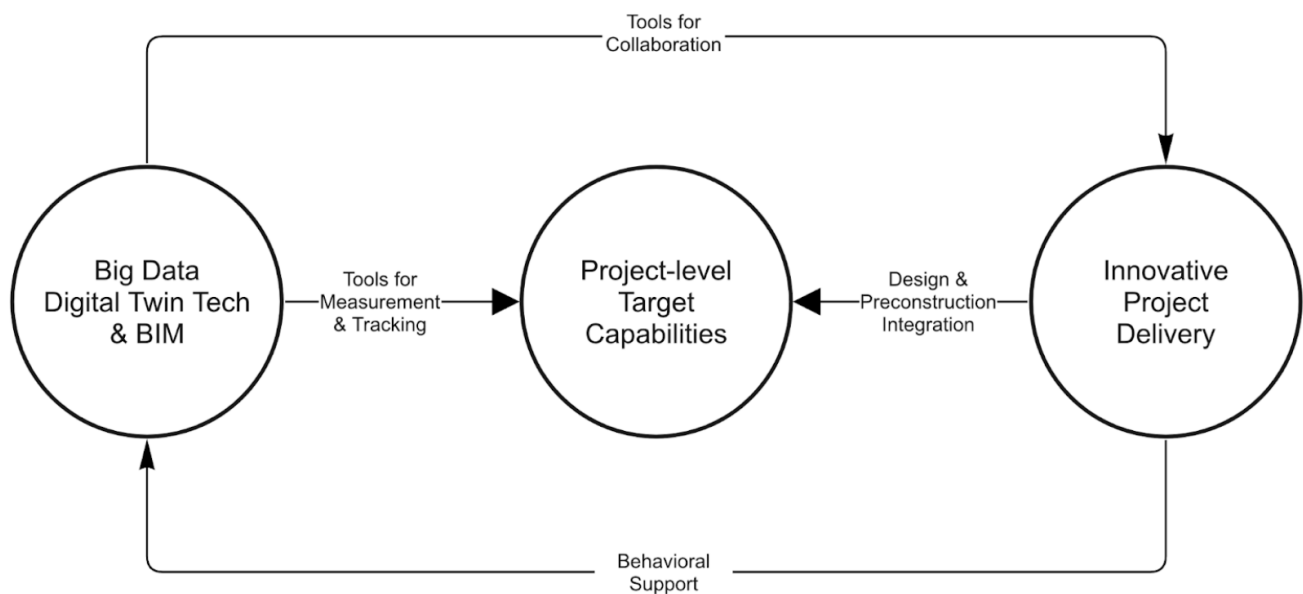 Tools for
Collaboration
Big Data
Digital Twin Tech
& BIM
Tools for
Measurement
& Tracking
Project-level
Target
Capabilities
Design &
Preconstruction
Integration
Innovative
Project
Delivery
Behavioral
Support